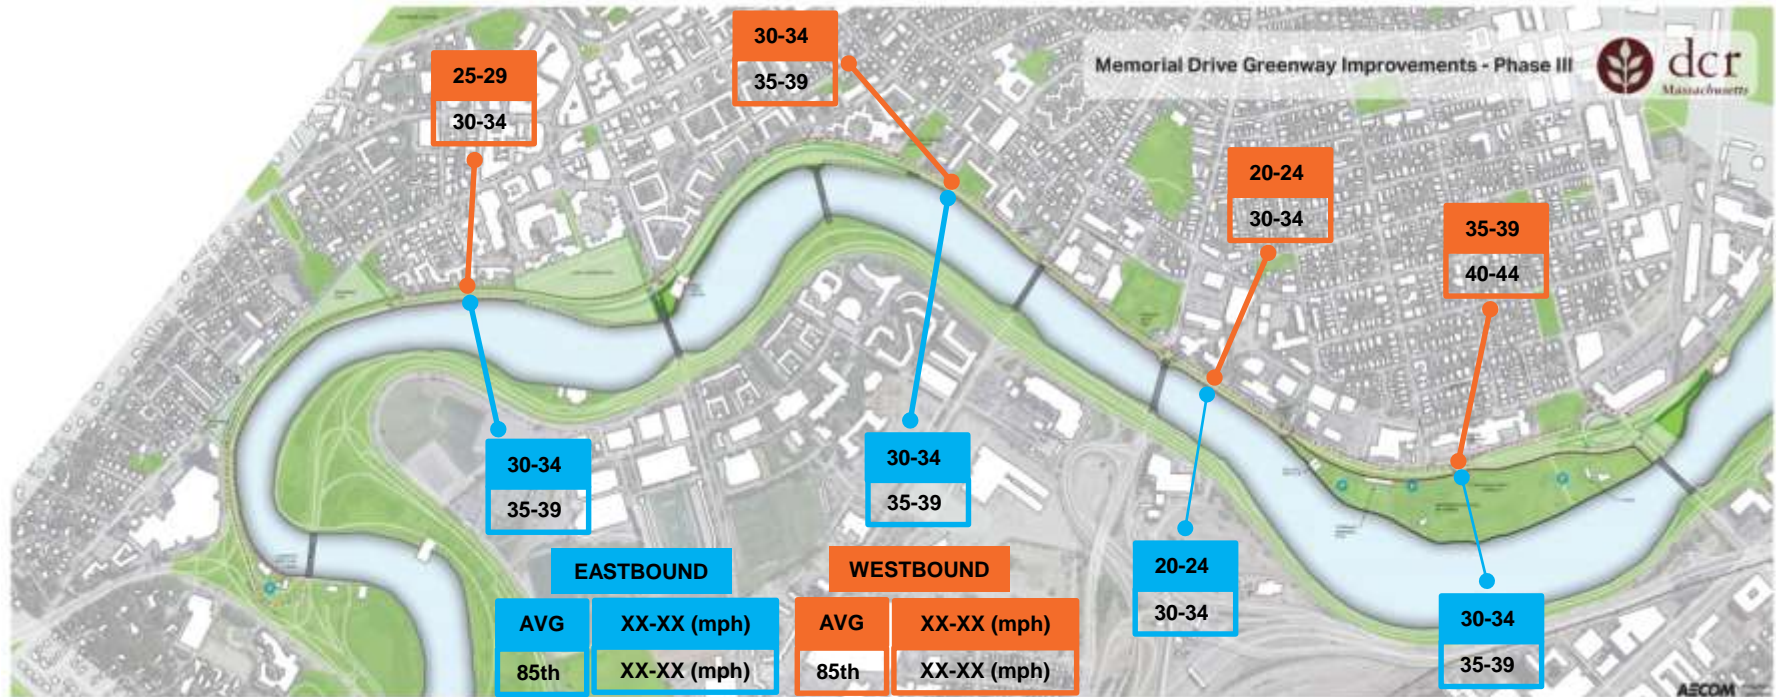 Memorial Drive Greenway Improvements - Phase III
dcr
Massachusetts
25-29
30-34
30-34
35-39
20-24
30-34
35-39
40-44
30-34
35-39
30-34
35-39
20-24
30-34
30-34
35-39
EASTBOUND
AVG XX-XX (mph)
85th XX-XX (mph)
WESTBOUND
AVG XX-XX (mph)
85th XX-XX (mph)
AECOM